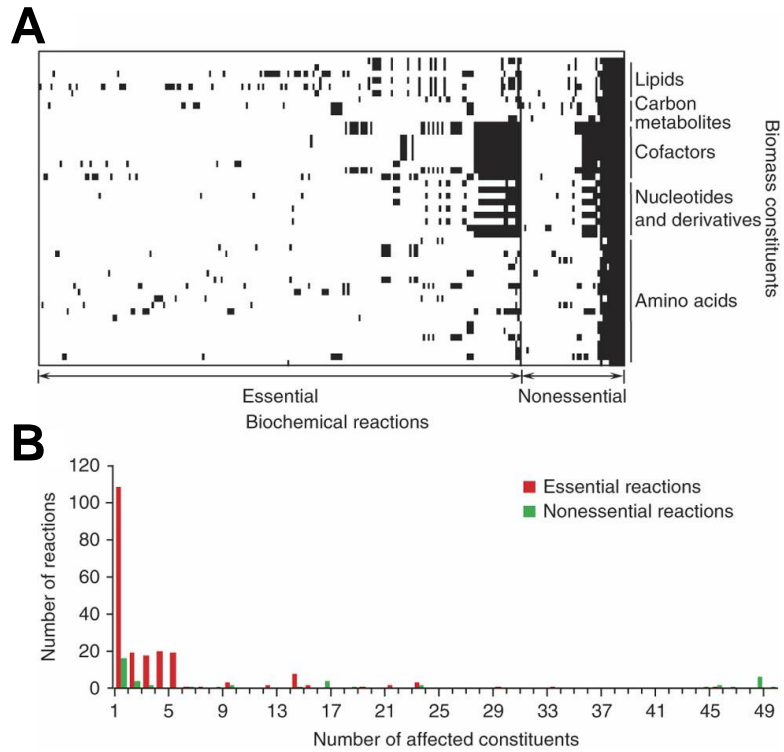 A
Lipids
Carbon
metabolites
Cofactors
Nucleotides
and derivatives
Amino acids
Biomass constituents
Essential
Nonessential
Biochemical reactions
B
120
100
80
60
40
20
0
Number of reactions
Essential reactions
Nonessential reactions
1 5 9 13 17 21 25 29 33 37 41 45 49
Number of affected constituents